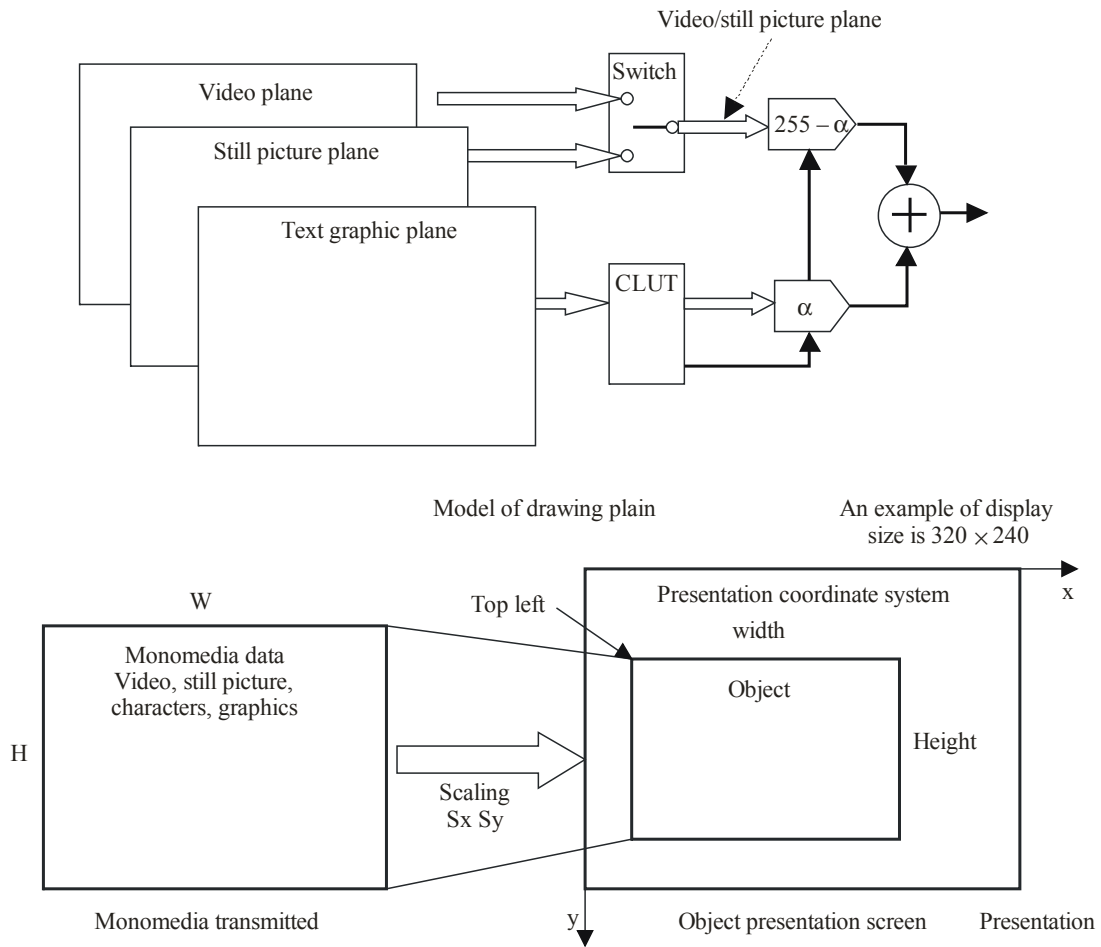 Video/still picture plane
Switch
Video plane
255 – α
Still picture plane
Text graphic plane
CLUT
α
Model of drawing plain
An example of display
size is 320 × 240
x
W
Top left
Presentation coordinate system
width
Monomedia data
Video, still picture,
characters, graphics
Object
H
Height
Scaling
Sx Sy
Monomedia transmitted
y
Object presentation screen
Presentation